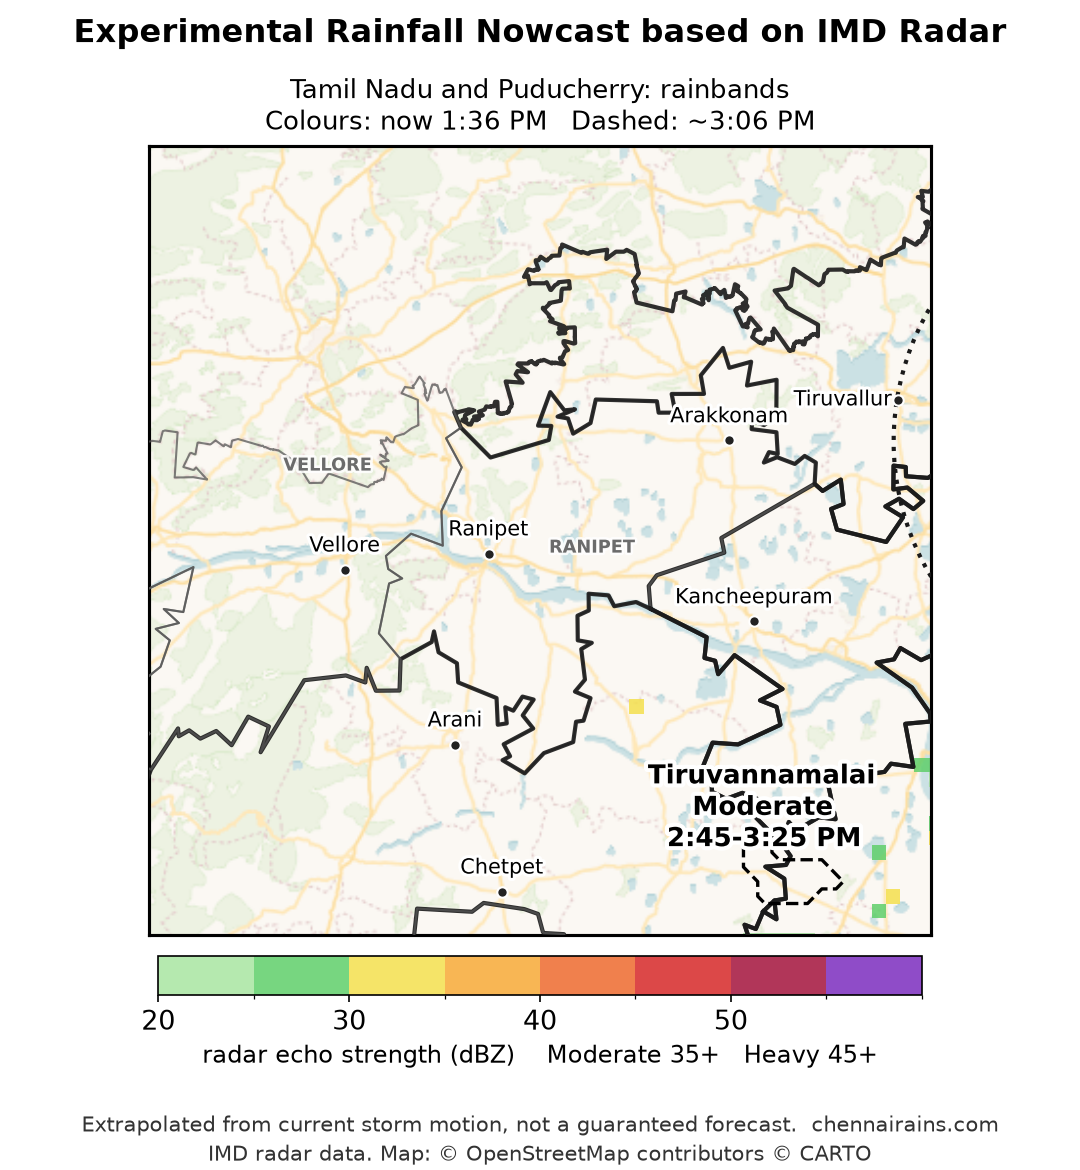 Experimental Rainfall Nowcast based on IMD Radar
Tamil Nadu and Puducherry: rainbands
Colours: now 1:36 PM   Dashed: ~3:06 PM
Tiruvallur
Arakkonam
VELLORE
Ranipet
Vellore
RANIPET
Kancheepuram
Arani
Tiruvannamalai
Moderate
2:45-3:25 PM
Chetpet
20 30 40 50
radar echo strength (dBZ)   Moderate 35+   Heavy 45+
Extrapolated from current storm motion, not a guaranteed forecast.  chennairains.com
IMD radar data. Map: © OpenStreetMap contributors © CARTO